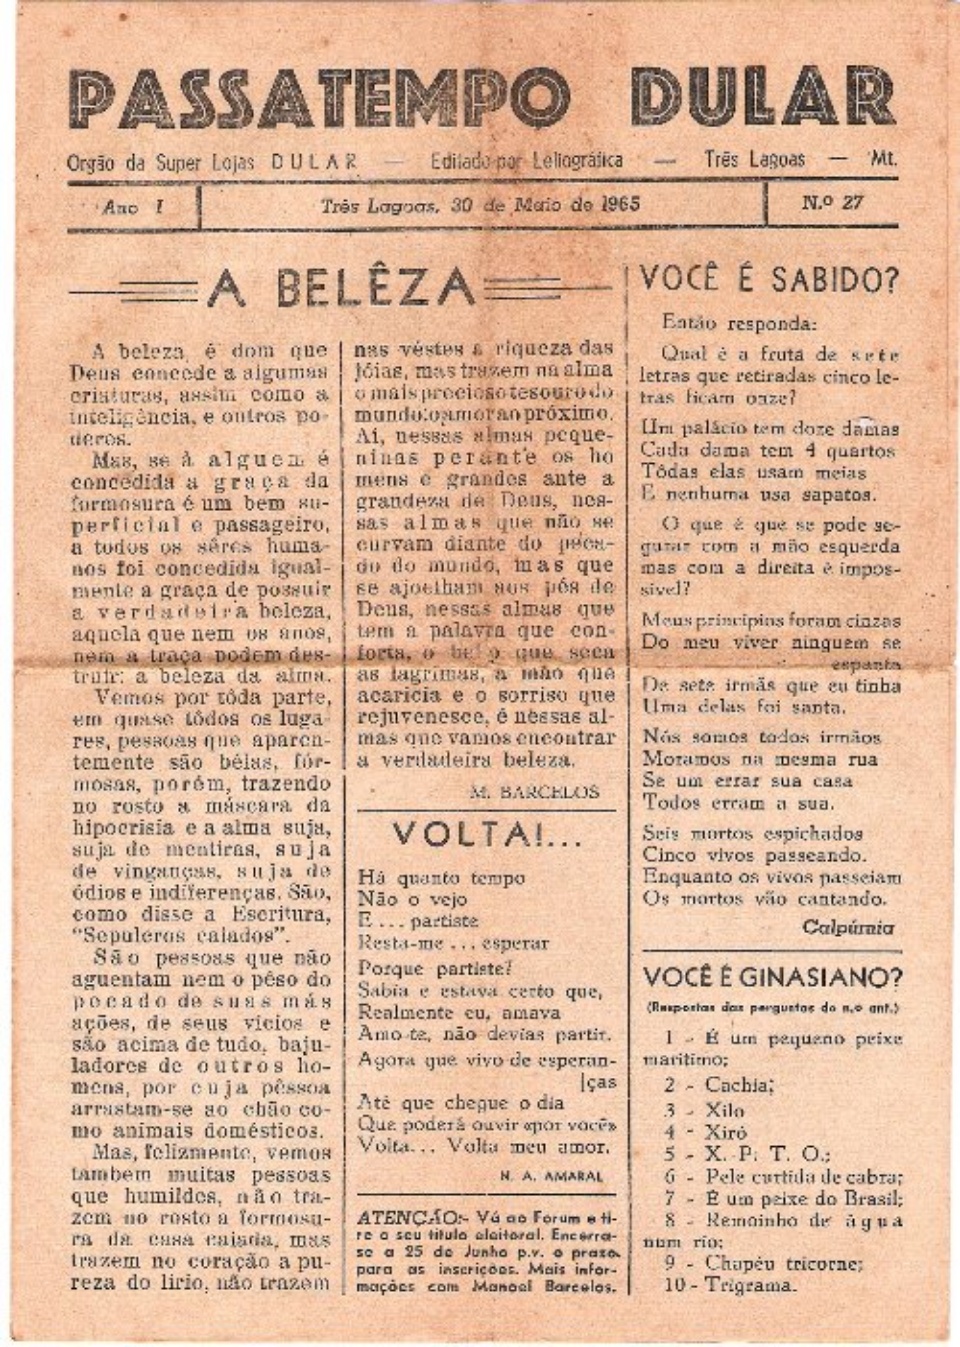 PASSATEMPO DULAR
Orgão da Super Lojas DULAR — Editado por Leliográfica — Três Lagoas — Mt.
Ano I
Três Lagoas, 30 de Maio de 1965
N.º 27
A BELÊZA
A beleza, é dom que
Deus concede a algumas
criaturas, assim como a
inteligência, e outros po-
deres.
Mas, se à alguem é
concedida a graça da
formosura é um bem su-
perficial e passageiro,
a todos os sêres huma-
nos foi concedida igual-
mente a graça de possuir
a verdadeira beleza,
aquela que nem os anos,
nem a traça podem des-
truir: a beleza da alma.
Vemos por tôda parte,
em quase tôdos os luga-
res, pessoas que aparen-
temente são bélas, fór-
mosas, porém, trazendo
no rosto a máscara da
hipocrisia e a alma suja,
suja de mentiras, suja
de vinganças, suja de
ódios e indiferenças. São,
como disse a Escritura,
“Sepulcros caiados”.
São pessoas que não
aguentam nem o pêso do
pecado de suas más
ações, de seus vicios e
são acima de tudo, baju-
ladores de outros ho-
mens, por cuja pêssoa
arrastam-se ao chão co-
mo animais domésticos.
Mas, felizmente, vemos
tambem muitas pessoas
que humildes, não tra-
zem no rosto a formosu-
ra da casa caiada, mas
trazem no coração a pu-
reza do lirio, não trazem
nas véstes a riqueza das
jóias, mas trazem na alma
o mais precioso tesouro do
mundo: o amor ao próximo.
Aí, nessas almas peque-
ninas perante os ho
mens e grandes ante a
grandeza de Deus, nes-
sas almas que não se
curvam diante do peca-
do do mundo, mas que
se ajoelham aos pés de
Deus, nessas almas que
tem a palavra que con-
forta, o que seca
as lagrimas, a mão que
acaricia e o sorriso que
rejuvenesce, é nessas al-
mas que vamos encontrar
a verdadeira beleza.
M. BARCELOS
VOLTA!...
Há quanto tempo
Não o vejo
E ... partiste
Resta-me ... esperar
Porque partiste?
Sabia e estava certo que,
Realmente eu, amava
Amo-te, não devias partir.
Agora que vivo de esperan-
|ças
Até que chegue o dia
Que poderá ouvir «por você»
Volta... Volta meu amor.
N. A. AMARAL
ATENÇÃO:- Vá ao Forum e ti-
re o seu titulo eleitoral. Encerra-
se a 25 de Junho p.v. o praso,
para as inscrições. Mais infor-
mações com Manoel Barcelos.
VOCÊ É SABIDO?
Então responda:
Qual é a fruta de sete
letras que retiradas cinco le-
tras ficam onze?
Um palácio tem doze damas
Cada dama tem 4 quartos
Tôdas elas usam meias
E nenhuma usa sapatos.
O que é que se pode se-
gurar com a mão esquerda
mas com a direita é impos-
sivel?
Meus principios foram cinzas
Do meu viver ninguem se
espanta
De sete irmãs que eu tinha
Uma delas foi santa.
Nós somos todos irmãos
Moramos na mesma rua
Se um errar sua casa
Todos erram a sua.
Seis mortos espichados
Cinco vivos passeando.
Enquanto os vivos passeiam
Os mortos vão cantando.
Calpúrnia
VOCÊ É GINASIANO?
(Respostas das perguntas do n.º ant.)
1 - É um pequeno peixe
maritimo;
2 - Cachia;
3 - Xilo
4 - Xiró
5 - X. P. T. O.;
6 - Pele curtida de cabra;
7 - É um peixe do Brasil;
8 - Remoinho de água
num rio;
9 - Chapéu tricorne;
10 - Trigrama.